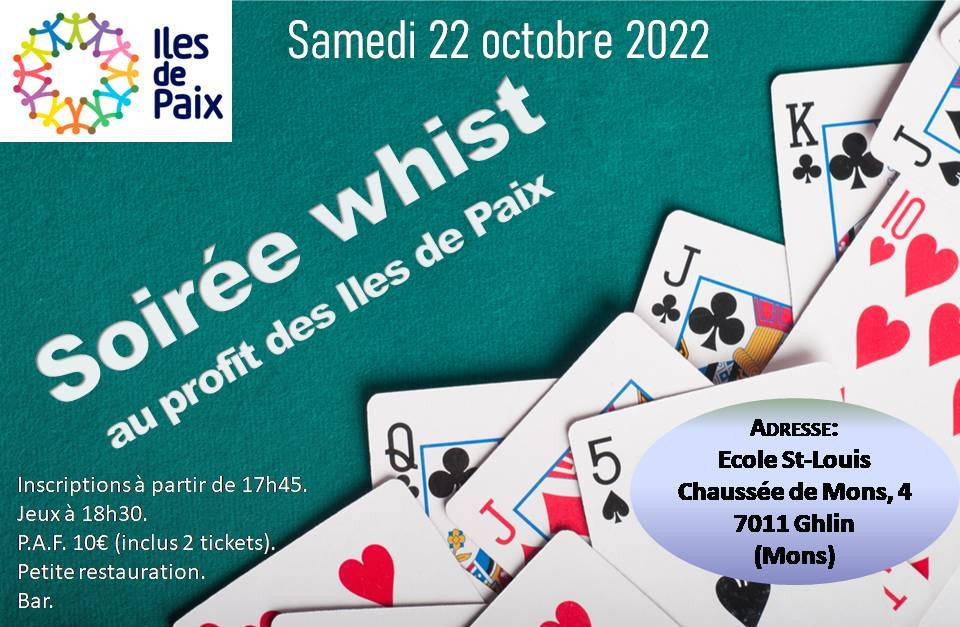 Iles
de
Paix
Samedi 22 octobre 2022
Soirée whist
au profit des Iles de Paix
Inscriptions à partir de 17h45.
Jeux à 18h30.
P.A.F. 10€ (inclus 2 tickets).
Petite restauration.
Bar.
K
J
10
J
Q
J
5
ADRESSE:
Ecole St-Louis
Chaussée de Mons, 4
7011 Ghlin
(Mons)